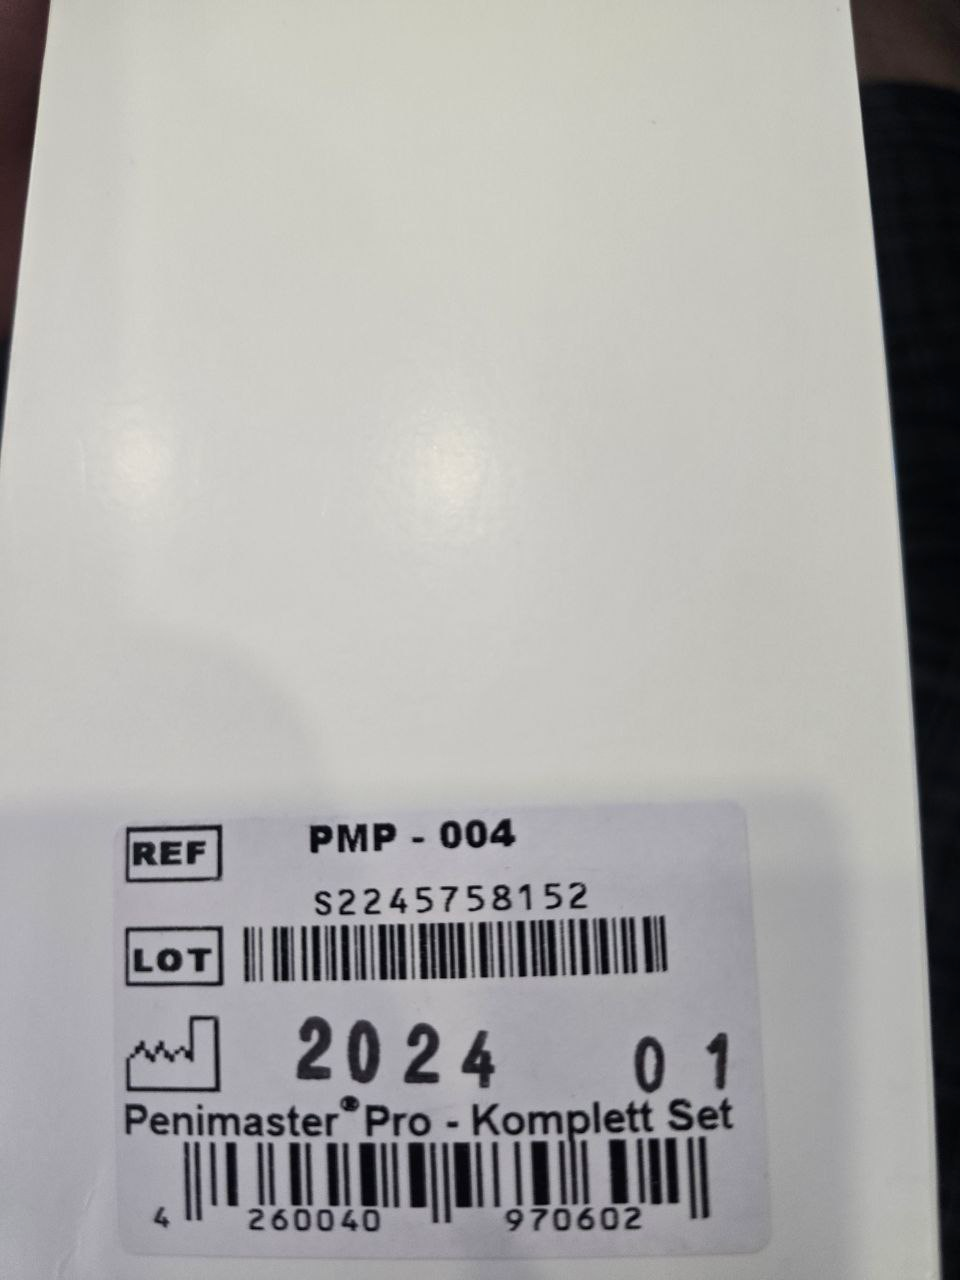 REF PMP - 004
S2245758152
LOT
2024 01
Penimaster® Pro - Komplett Set
4 260040 970602